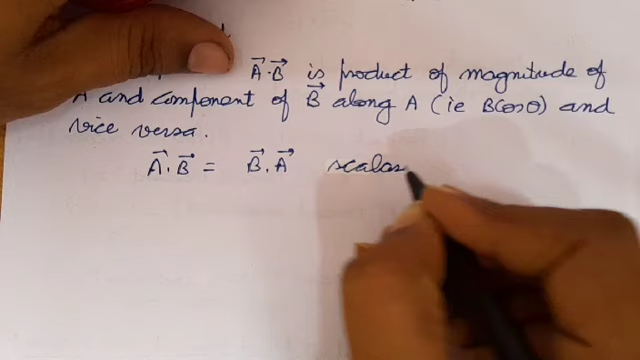 A⃗·B⃗ is product of magnitude of
A and component of B⃗ along A (ie Bcosθ) and
vice versa.
A⃗·B⃗ = B⃗·A⃗ scalar